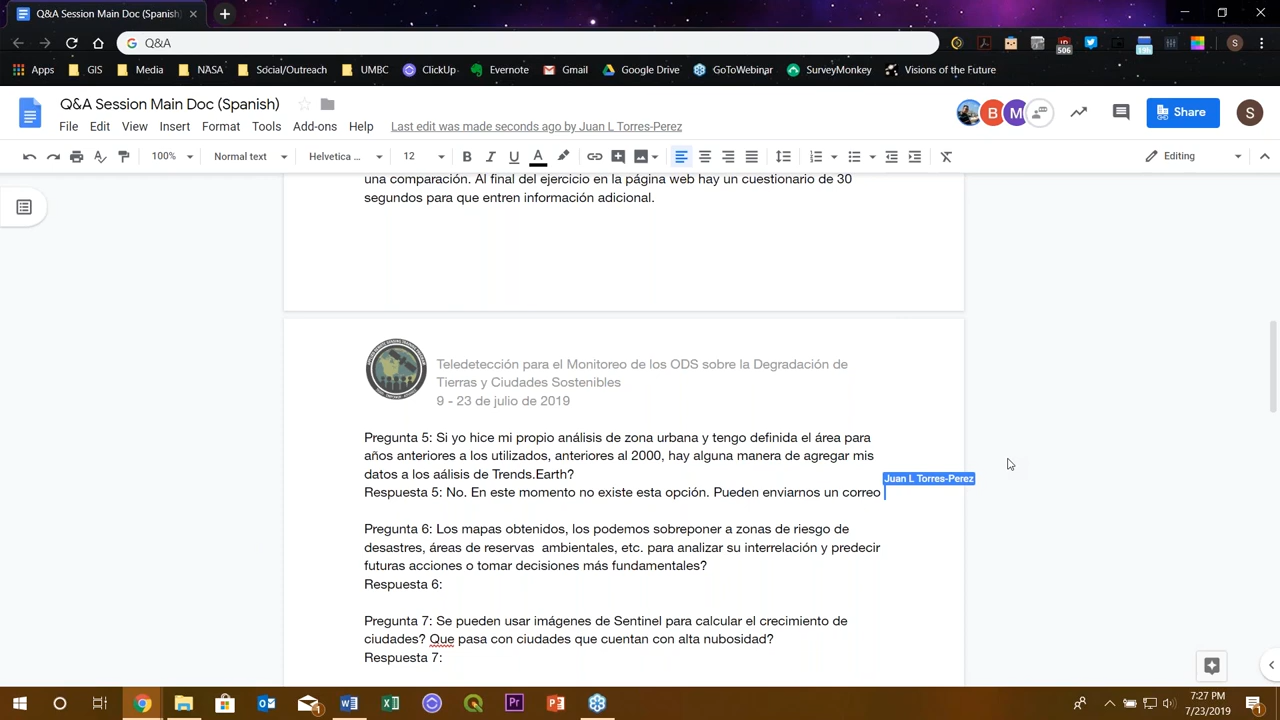 Q&A Session Main Doc (Spanish)
Q&A
Apps GIS Media NASA Social/Outreach UMBC ClickUp Evernote Gmail Google Drive GoToWebinar SurveyMonkey Visions of the Earth
506
19h
S
Q&A Session Main Doc (Spanish)
B M Share S
File Edit View Insert Format Tools Add-ons Help Last edit was made seconds ago by Juan L Torres-Perez
100% Normal text Helvetica ... 12 B I U A Editing
una comparación. Al final del ejercicio en la página web hay un cuestionario de 30
segundos para que entren información adicional.
Teledetección para el Monitoreo de los ODS sobre la Degradación de
Tierras y Ciudades Sostenibles
9 - 23 de julio de 2019
Pregunta 5: Si yo hice mi propio análisis de zona urbana y tengo definida el área para
años anteriores a los utilizados, anteriores al 2000, hay alguna manera de agregar mis
datos a los aálisis de Trends.Earth?
Juan L Torres-Perez
Respuesta 5: No. En este momento no existe esta opción. Pueden enviarnos un correo
Pregunta 6: Los mapas obtenidos, los podemos sobreponer a zonas de riesgo de
desastres, áreas de reservas ambientales, etc. para analizar su interrelación y predecir
futuras acciones o tomar decisiones más fundamentales?
Respuesta 6:
Pregunta 7: Se pueden usar imágenes de Sentinel para calcular el crecimiento de
ciudades? Que pasa con ciudades que cuentan con alta nubosidad?
Respuesta 7:
7:27 PM
7/23/2019